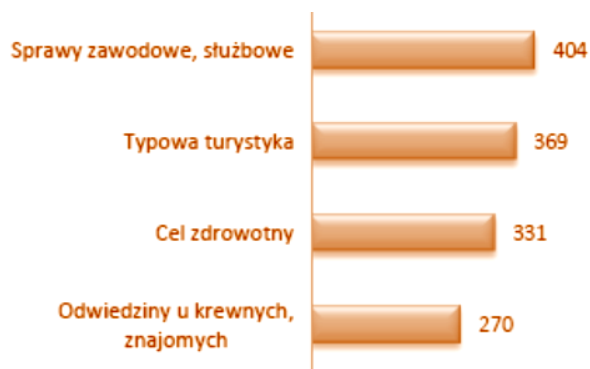 Sprawy zawodowe, służbowe 404
Typowa turystyka 369
Cel zdrowotny 331
Odwiedziny u krewnych,
znajomych 270